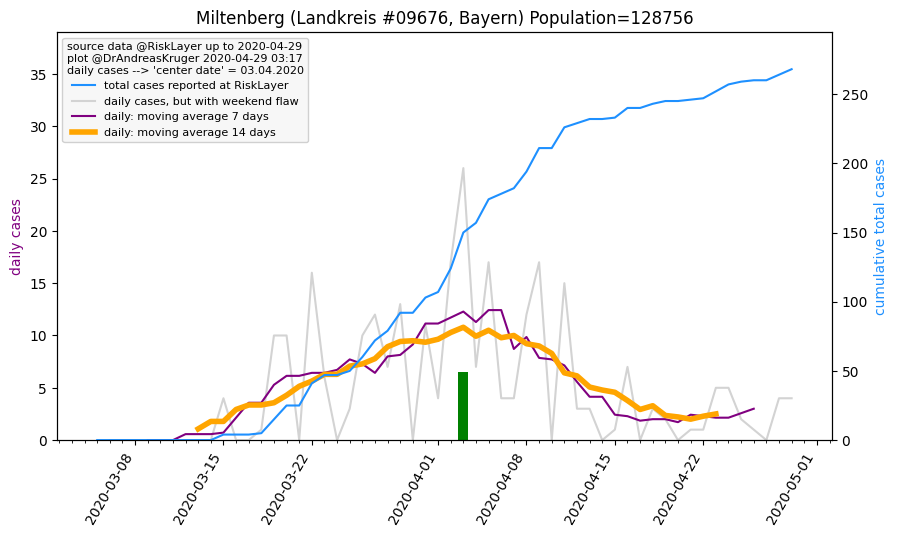 Miltenberg (Landkreis #09676, Bayern) Population=128756
source data @RiskLayer up to 2020-04-29
plot @DrAndreasKruger 2020-04-29 03:17
daily cases --> 'center date' = 03.04.2020
total cases reported at RiskLayer
daily cases, but with weekend flaw
daily: moving average 7 days
daily: moving average 14 days
daily cases
35
30
25
20
15
10
5
0
cumulative total cases
250
200
150
100
50
0
2020-03-08
2020-03-15
2020-03-22
2020-04-01
2020-04-08
2020-04-15
2020-04-22
2020-05-01